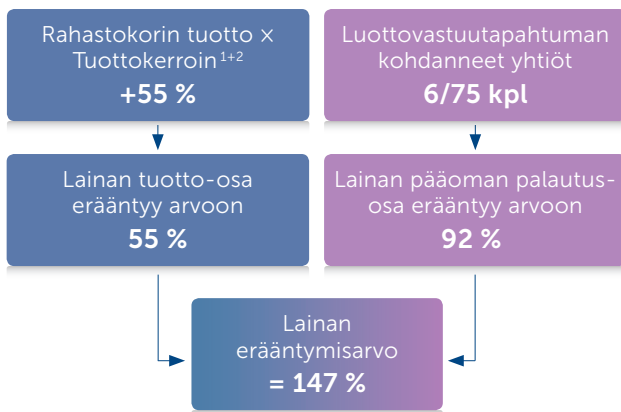 Rahastokorin tuotto ×
Tuottokerroin¹⁺²
+55 %
Luottovastuutapahtuman
kohdanneet yhtiöt
6/75 kpl
Lainan tuotto-osa
erääntyy arvoon
55 %
Lainan pääoman palautus-
osa erääntyy arvoon
92 %
Lainan
erääntymisarvo
= 147 %